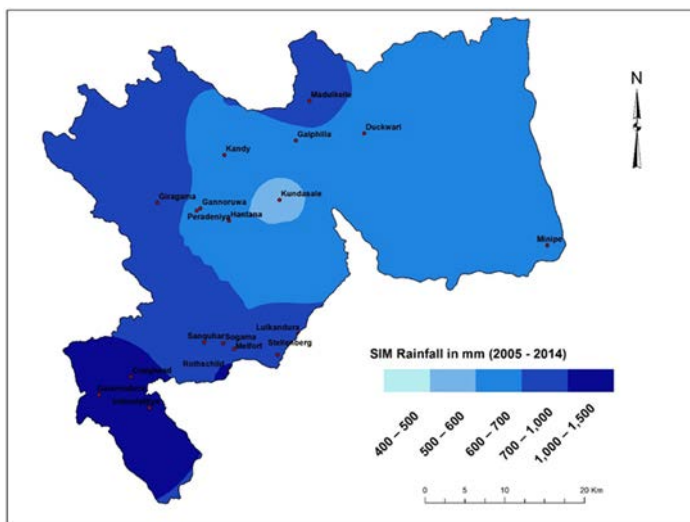 N
Madulkelle
Duckwari
Galphilla
Kandy
Kundasale
Giragama
Gannoruwa
Peradeniya
Hantana
Minipe
Lulkandura
Sogama
Melfort
Stellenberg
Rothschild
Craighead
SIM Rainfall in mm (2005 - 2014)
400 – 500
500 – 600
600 – 700
700 – 1,000
1,000 – 1,500
0 5 10 20 Km